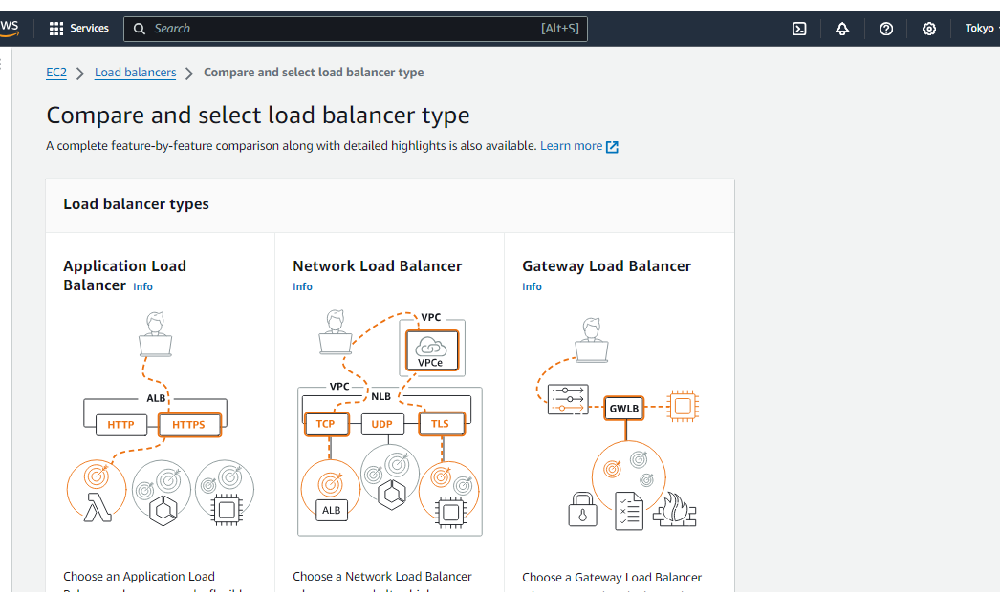 WS Services Search [Alt+S] Tokyo
EC2 Load balancers Compare and select load balancer type
Compare and select load balancer type
A complete feature-by-feature comparison along with detailed highlights is also available. Learn more
Load balancer types
Application Load
Balancer Info
ALB
HTTP HTTPS
Choose an Application Load
Network Load Balancer
Info
VPC
VPCe
VPC
NLB
TCP UDP TLS
ALB
Choose a Network Load Balancer
Gateway Load Balancer
Info
GWLB
Choose a Gateway Load Balancer